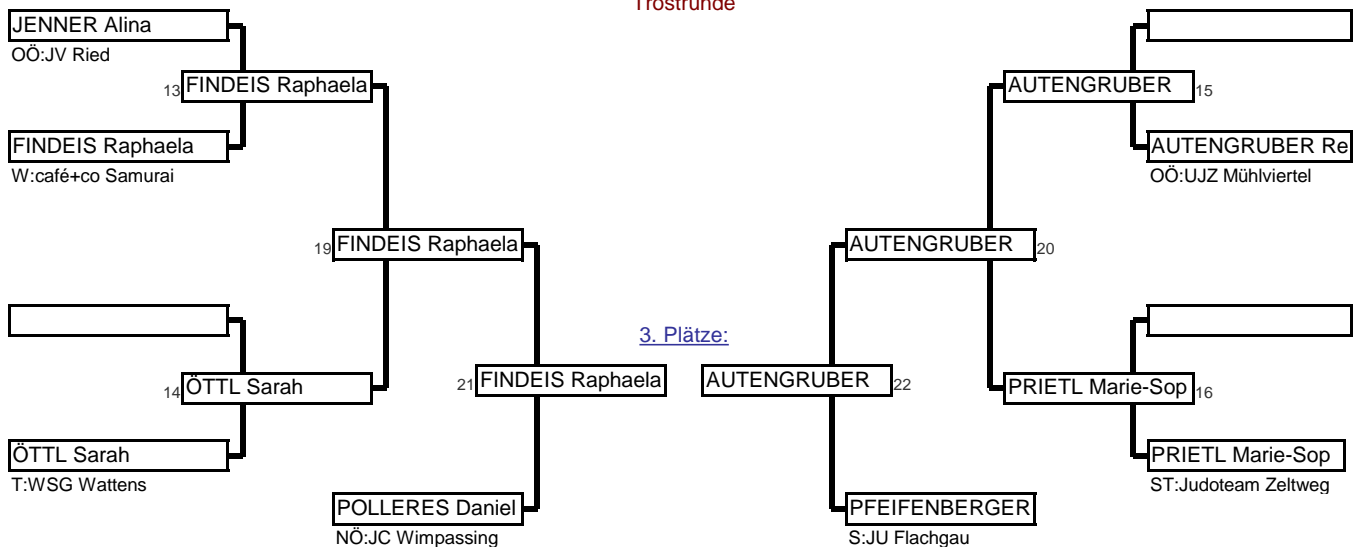 Trostrunde
JENNER Alina
OÖ:JV Ried
13 FINDEIS Raphaela
FINDEIS Raphaela
W:café+co Samurai
19 FINDEIS Raphaela
14 ÖTTL Sarah
ÖTTL Sarah
T:WSG Wattens
21 FINDEIS Raphaela
POLLERES Daniel
NÖ:JC Wimpassing
3. Plätze:
AUTENGRUBER 15
AUTENGRUBER Re
OÖ:UJZ Mühlviertel
AUTENGRUBER 20
AUTENGRUBER 22
PRIETL Marie-Sop 16
PRIETL Marie-Sop
ST:Judoteam Zeltweg
PFEIFENBERGER
S:JU Flachgau